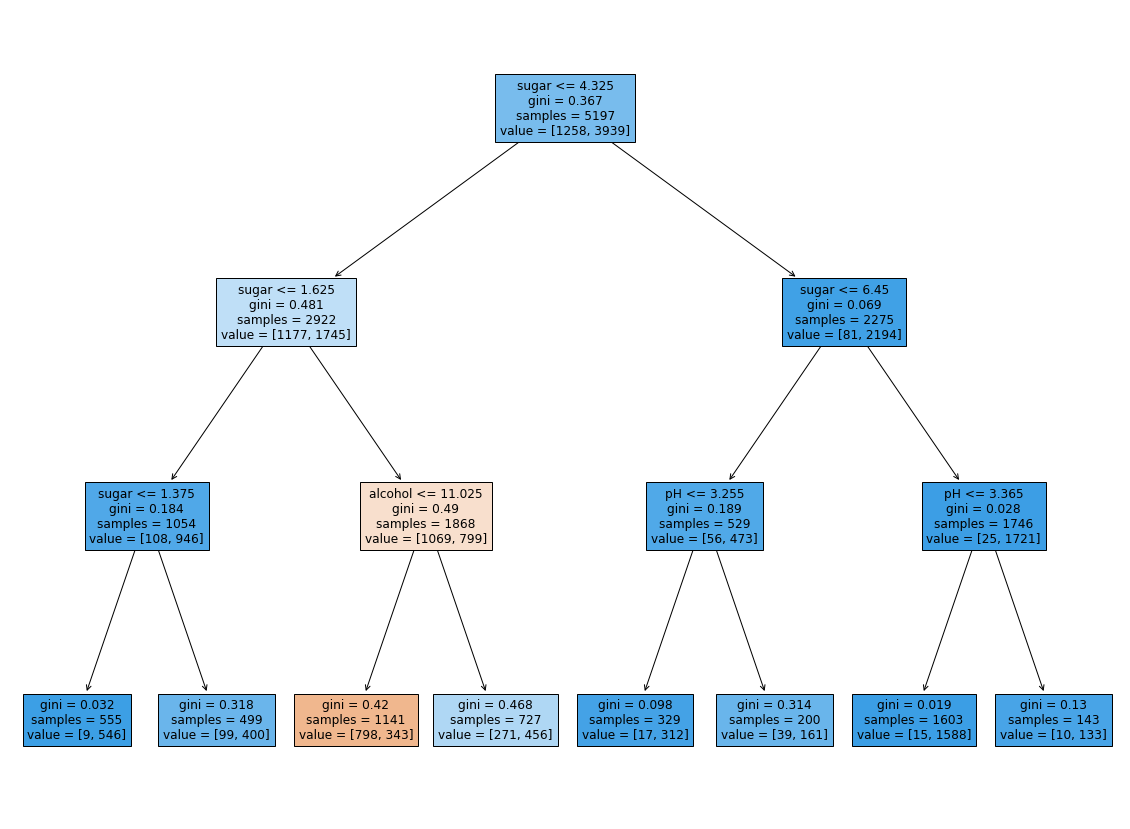 sugar <= 4.325
gini = 0.367
samples = 5197
value = [1258, 3939]
sugar <= 1.625
gini = 0.481
samples = 2922
value = [1177, 1745]
sugar <= 6.45
gini = 0.069
samples = 2275
value = [81, 2194]
sugar <= 1.375
gini = 0.184
samples = 1054
value = [108, 946]
alcohol <= 11.025
gini = 0.49
samples = 1868
value = [1069, 799]
pH <= 3.255
gini = 0.189
samples = 529
value = [56, 473]
pH <= 3.365
gini = 0.028
samples = 1746
value = [25, 1721]
gini = 0.032
samples = 555
value = [9, 546]
gini = 0.318
samples = 499
value = [99, 400]
gini = 0.42
samples = 1141
value = [798, 343]
gini = 0.468
samples = 727
value = [271, 456]
gini = 0.098
samples = 329
value = [17, 312]
gini = 0.314
samples = 200
value = [39, 161]
gini = 0.019
samples = 1603
value = [15, 1588]
gini = 0.13
samples = 143
value = [10, 133]